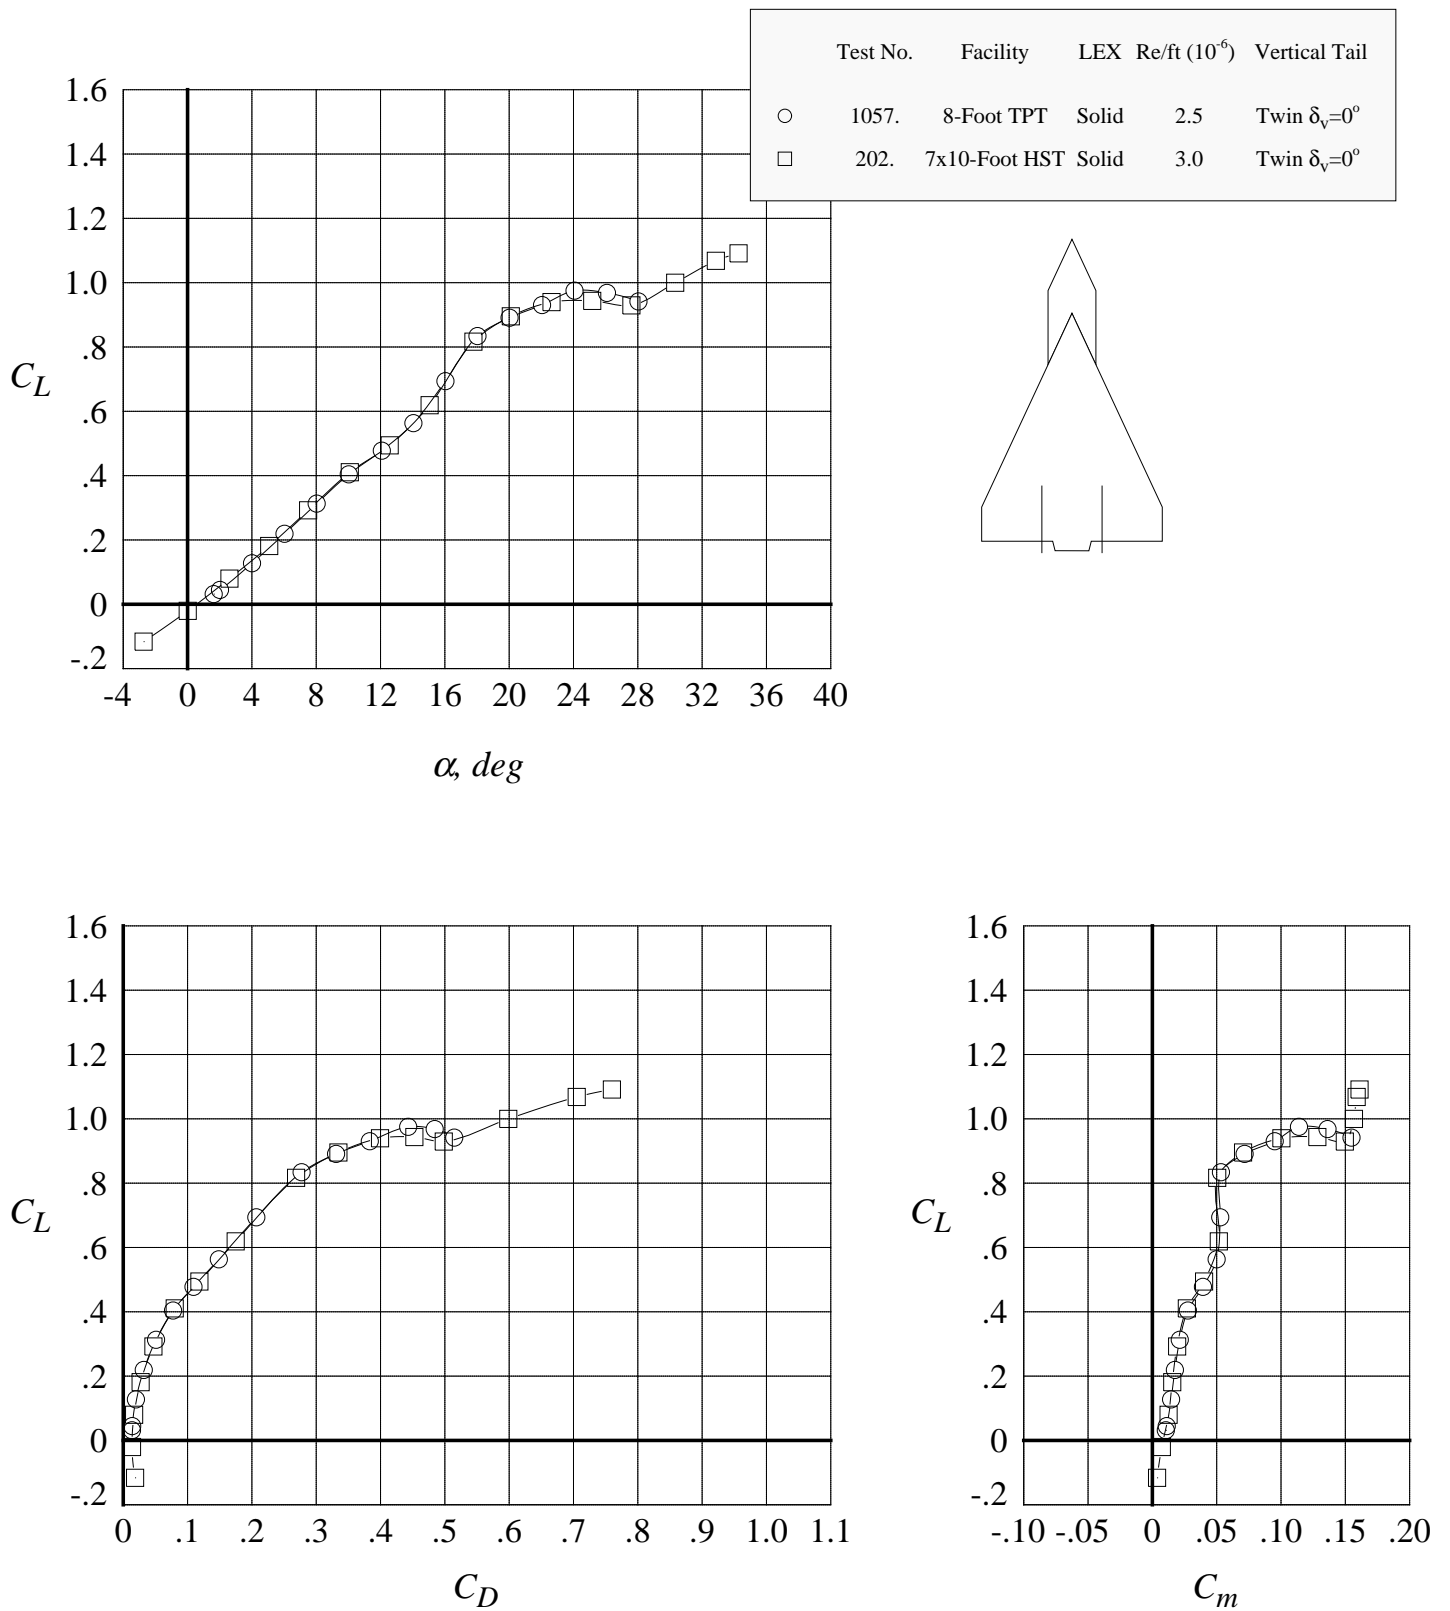 Test No. Facility LEX Re/ft (10⁻⁶) Vertical Tail
1057. 8-Foot TPT Solid 2.5 Twin δᵥ=0°
202. 7x10-Foot HST Solid 3.0 Twin δᵥ=0°
1.6
1.4
1.2
1.0
.8
.6
.4
.2
0
-.2
C_L
-4 0 4 8 12 16 20 24 28 32 36 40
α, deg
1.6
1.4
1.2
1.0
.8
.6
.4
.2
0
-.2
C_L
0 .1 .2 .3 .4 .5 .6 .7 .8 .9 1.0 1.1
C_D
1.6
1.4
1.2
1.0
.8
.6
.4
.2
0
-.2
C_L
-.10 -.05 0 .05 .10 .15 .20
C_m